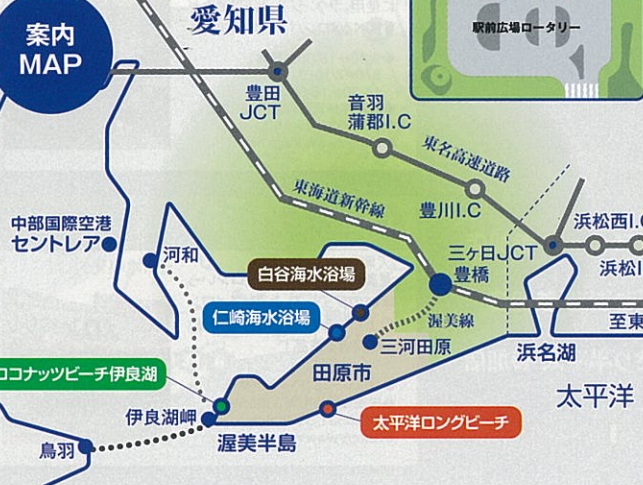 案内
MAP
愛知県
駅前広場ロータリー
豊田
JCT
音羽
蒲郡I.C
東名高速道路
東海道新幹線
豊川I.C
浜松西I.C
三ヶ日JCT
浜松I
豊橋
中部国際空港
セントレア
河和
白谷海水浴場
仁崎海水浴場
渥美線
至東
三河田原
浜名湖
田原市
ココナッツビーチ伊良湖
太平洋
伊良湖岬
太平洋ロングビーチ
渥美半島
鳥羽